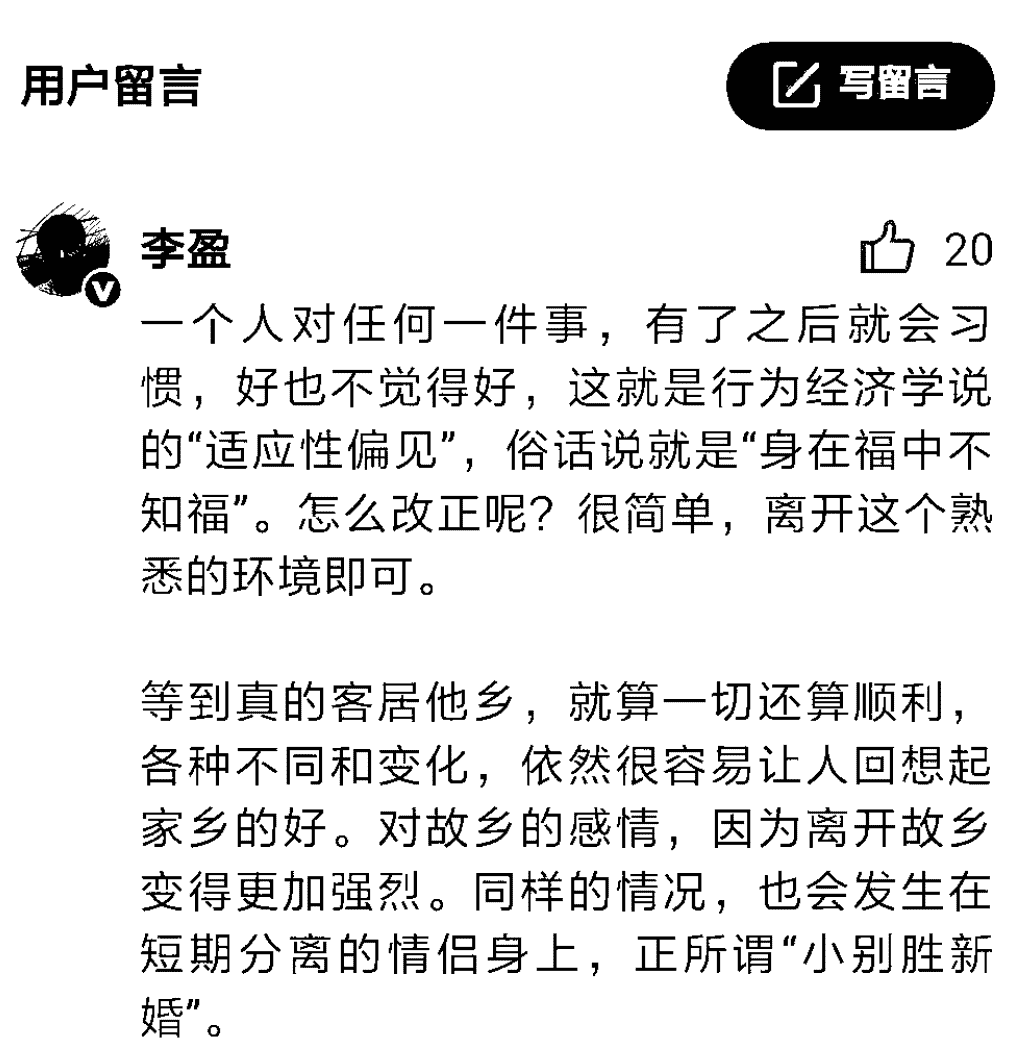 用户留言
写留言
李盈
20
一个人对任何一件事，有了之后就会习
惯，好也不觉得好，这就是行为经济学说
的“适应性偏见”，俗话说就是“身在福中不
知福”。怎么改正呢？很简单，离开这个熟
悉的环境即可。
等到真的客居他乡，就算一切还算顺利，
各种不同和变化，依然很容易让人回想起
家乡的好。对故乡的感情，因为离开故乡
变得更加强烈。同样的情况，也会发生在
短期分离的情侣身上，正所谓“小别胜新
婚”。